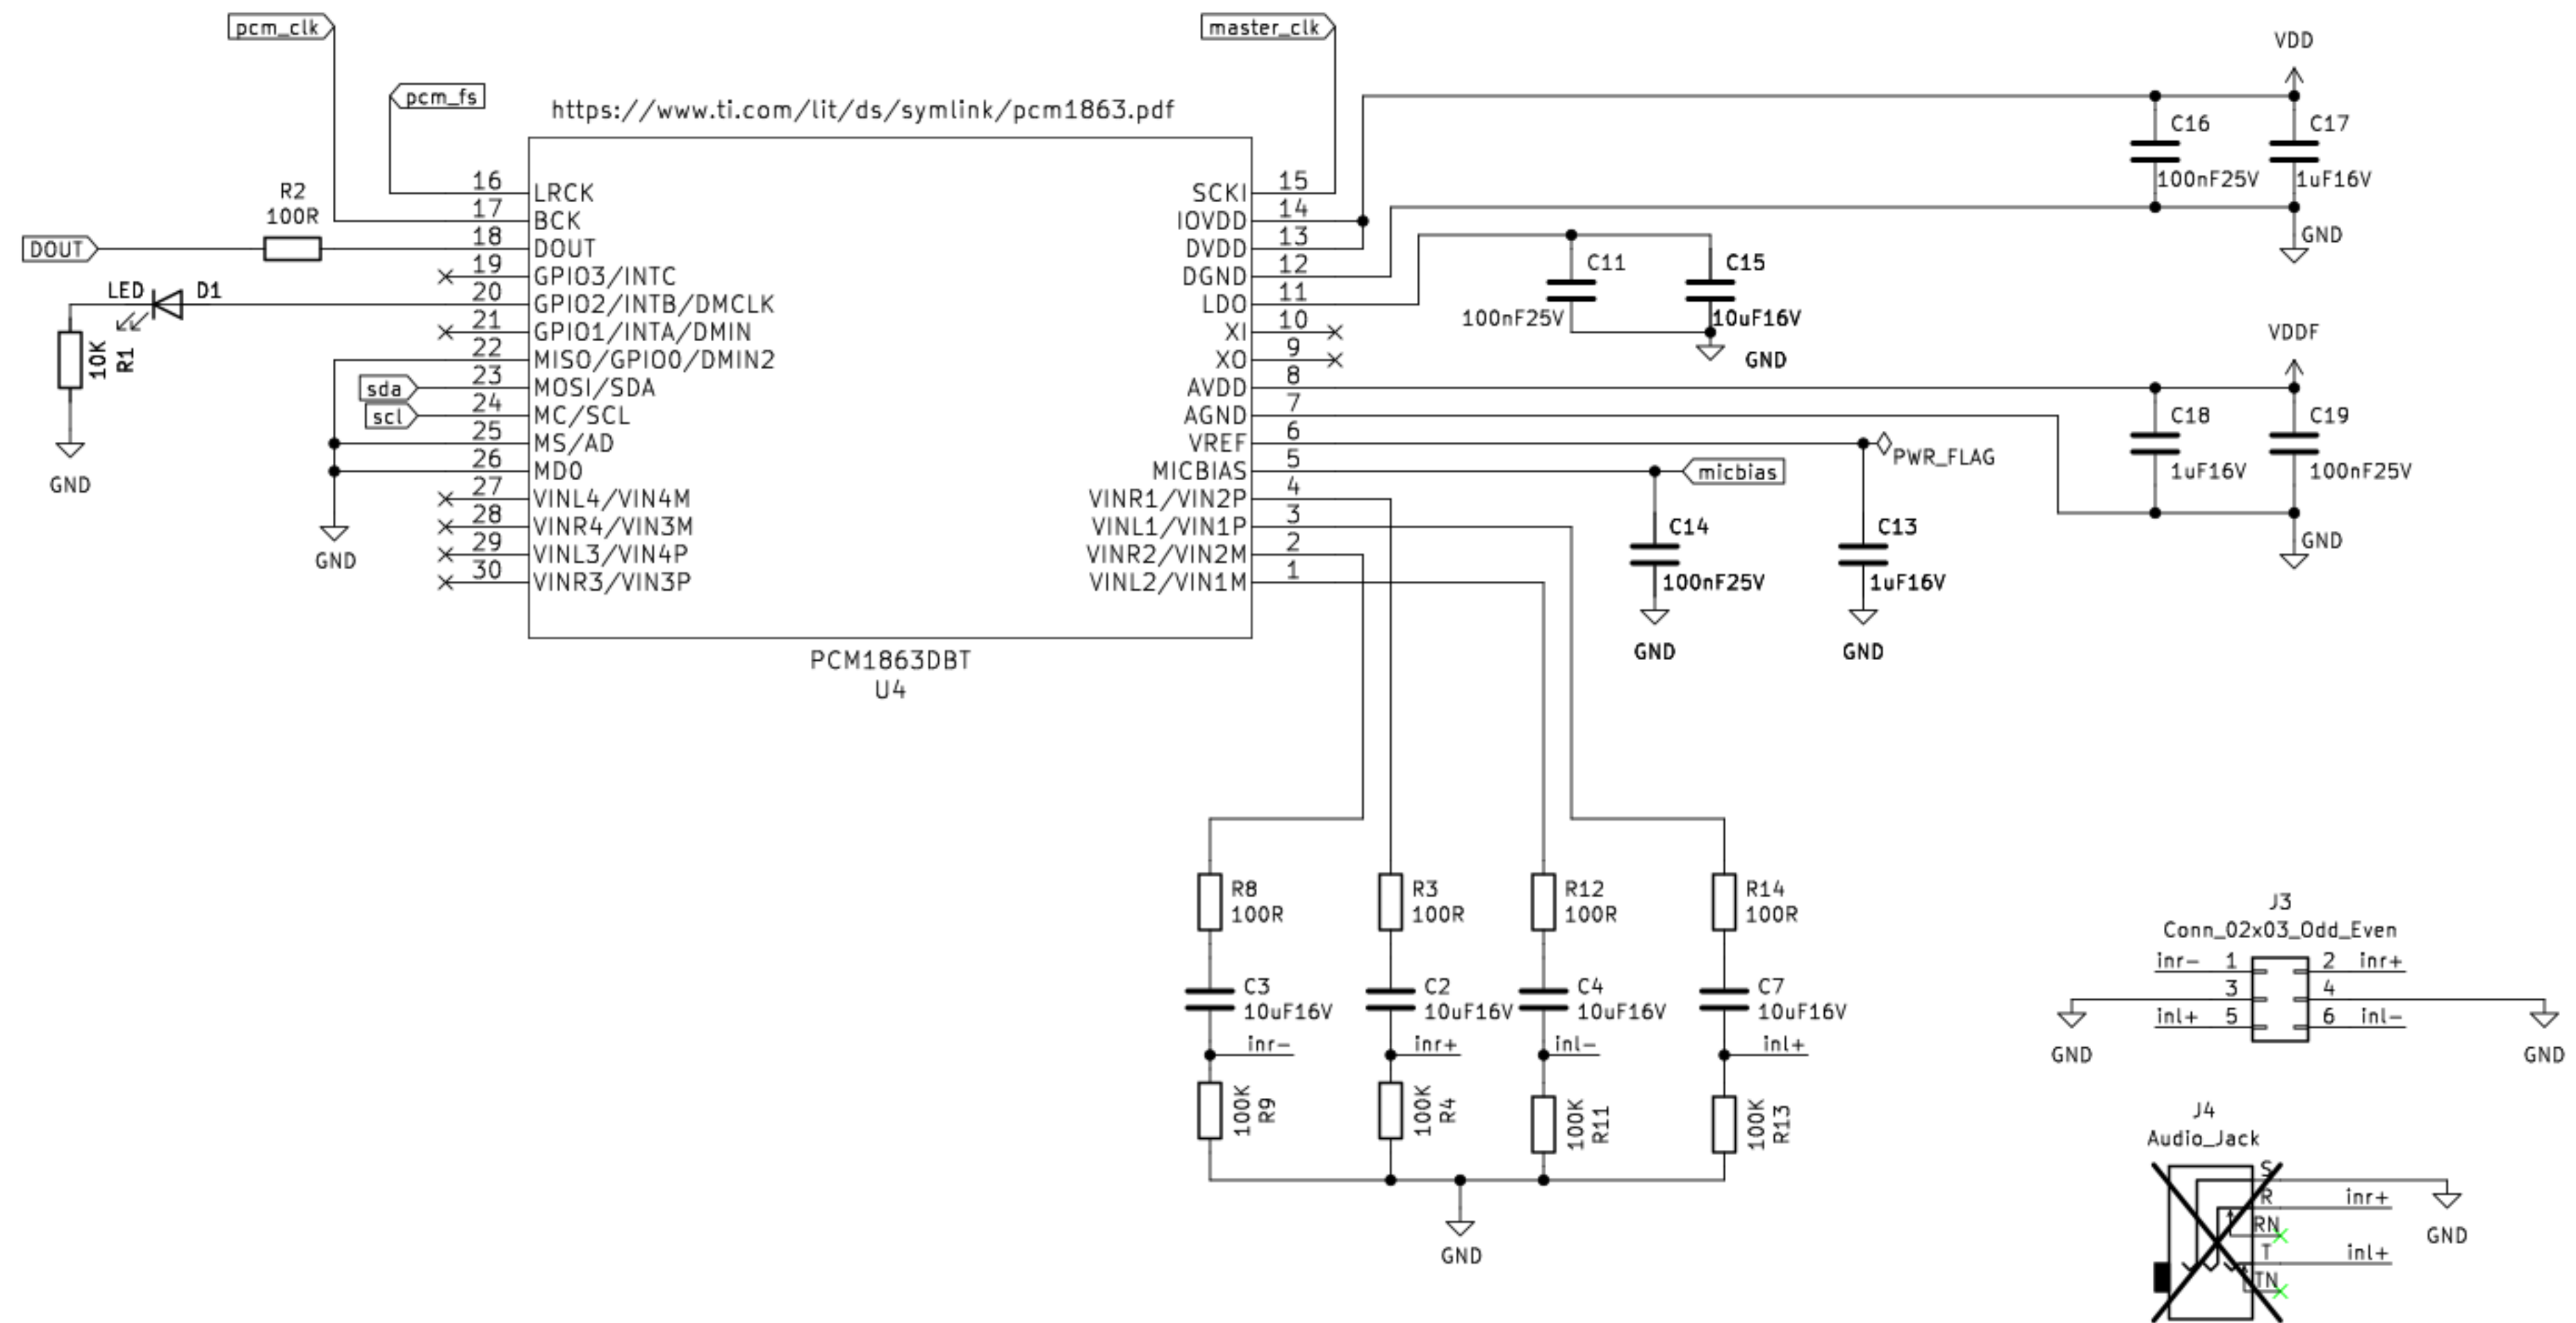 pcm_clk
master_clk
VDD
pcm_fs
https://www.ti.com/lit/ds/symlink/pcm1863.pdf
C16
100nF25V
C17
1uF16V
GND
R2
100R
DOUT
LED
D1
10K
R1
GND
sda
scl
GND
16 LRCK
17 BCK
18 DOUT
19 GPIO3/INTC
20 GPIO2/INTB/DMCLK
21 GPIO1/INTA/DMIN
22 MISO/GPIO0/DMIN2
23 MOSI/SDA
24 MC/SCL
25 MS/AD
26 MD0
27 VINL4/VIN4M
28 VINR4/VIN3M
29 VINL3/VIN4P
30 VINR3/VIN3P
SCKI 15
IOVDD 14
DVDD 13
DGND 12
LDO 11
XI 10
XO 9
AVDD 8
AGND 7
VREF 6
MICBIAS 5
VINR1/VIN2P 4
VINL1/VIN1P 3
VINR2/VIN2M 2
VINL2/VIN1M 1
PCM1863DBT
U4
C11
100nF25V
C15
10uF16V
GND
VDDF
C18
1uF16V
C19
100nF25V
GND
PWR_FLAG
micbias
C14
100nF25V
GND
C13
1uF16V
GND
R8
100R
R3
100R
R12
100R
R14
100R
C3
10uF16V
C2
10uF16V
C4
10uF16V
C7
10uF16V
inr-
inr+
inl-
inl+
100K
R9
100K
R4
100K
R11
100K
R13
GND
J3
Conn_02x03_Odd_Even
inr- 1 2 inr+
3 4
inl+ 5 6 inl-
GND
GND
J4
Audio_Jack
S
R inr+
RN
T inl+
TN
GND